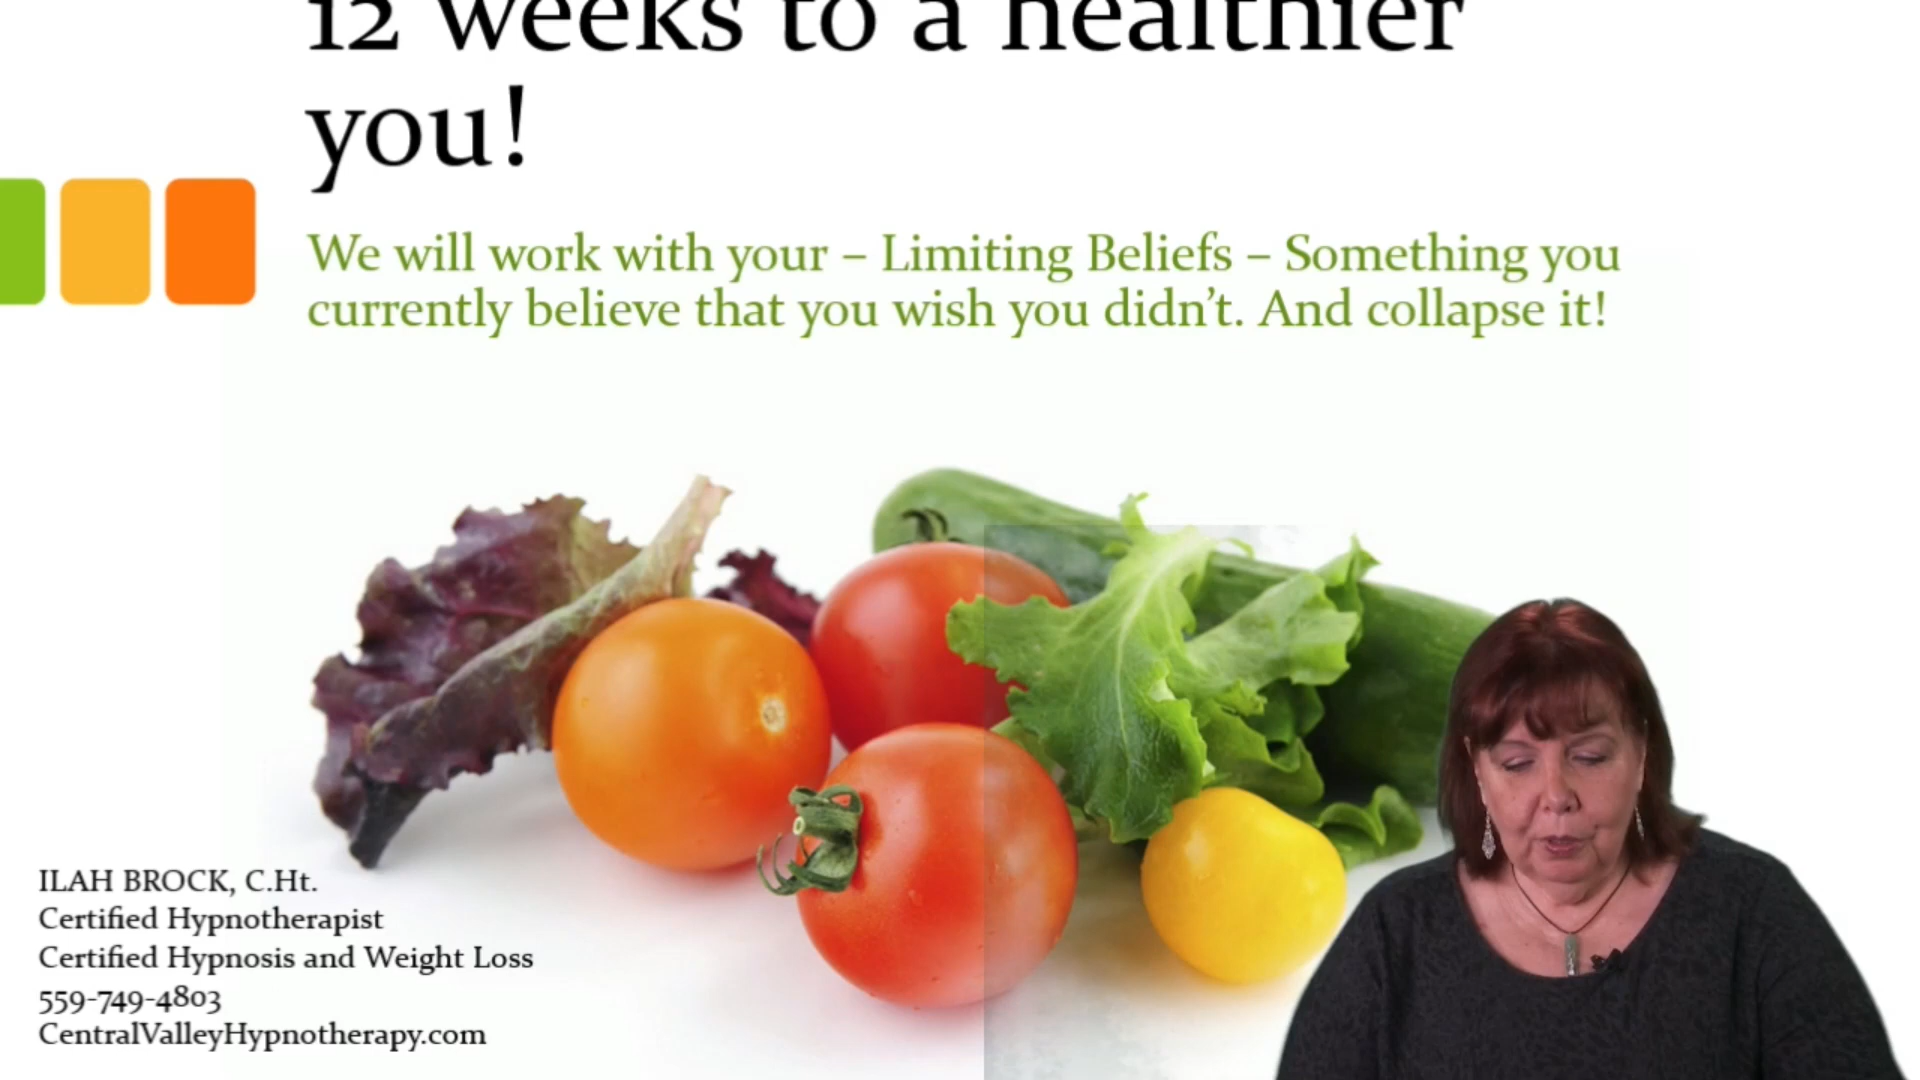 12 weeks to a healthier
you!
We will work with your – Limiting Beliefs – Something you
currently believe that you wish you didn’t. And collapse it!
ILAH BROCK, C.Ht.
Certified Hypnotherapist
Certified Hypnosis and Weight Loss
559-749-4803
CentralValleyHypnotherapy.com